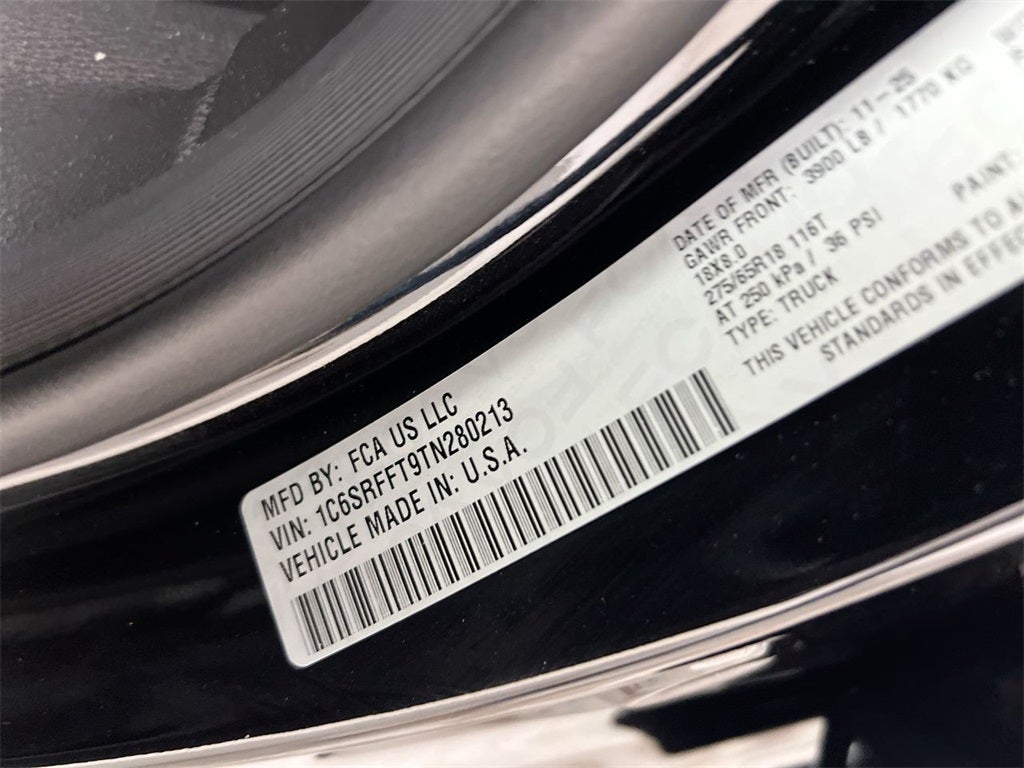 MFD BY: FCA US LLC
VIN: 1C6SRFFT9TN280213
VEHICLE MADE IN: U.S.A.
DATE OF MFR (BUILT): 11-25
GAWR FRONT: 3900 LB / 1770 KG
18X8.0
275/65R18 116T
AT 250 kPa / 36 PSI
TYPE: TRUCK
PAINT:
THIS VEHICLE CONFORMS TO
STANDARDS IN EFFEC